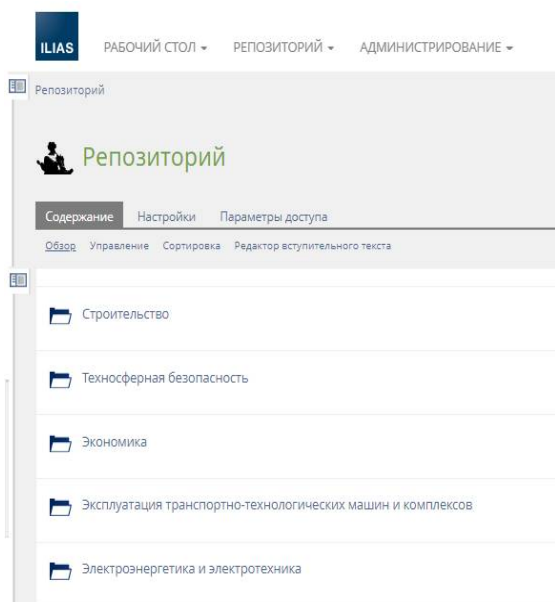 ILIAS РАБОЧИЙ СТОЛ РЕПОЗИТОРИЙ АДМИНИСТРИРОВАНИЕ
Репозиторий
Репозиторий
Содержание Настройки Параметры доступа
Обзор Управление Сортировка Редактор вступительного текста
Строительство
Техносферная безопасность
Экономика
Эксплуатация транспортно-технологических машин и комплексов
Электроэнергетика и электротехника